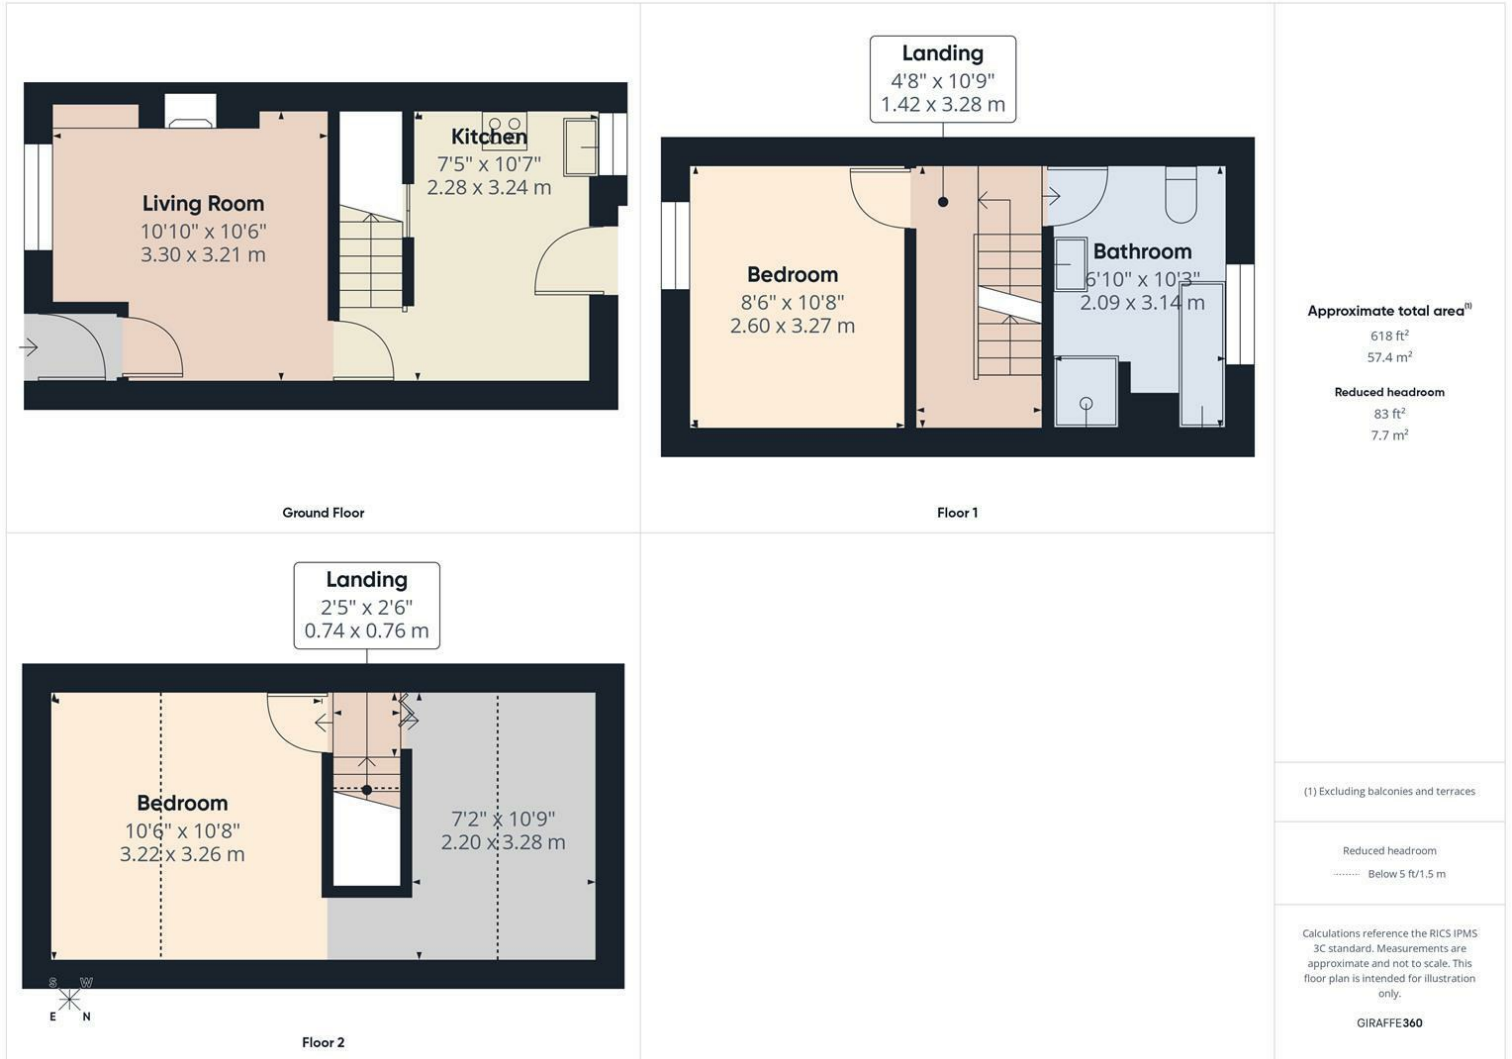 Landing
4'8" x 10'9"
1.42 x 3.28 m
Living Room
10'10" x 10'6"
3.30 x 3.21 m
Kitchen
7'5" x 10'7"
2.28 x 3.24 m
Ground Floor
Bedroom
8'6" x 10'8"
2.60 x 3.27 m
Bathroom
6'10" x 10'3"
2.09 x 3.14 m
Floor 1
Landing
2'5" x 2'6"
0.74 x 0.76 m
Bedroom
10'6" x 10'8"
3.22 x 3.26 m
7'2" x 10'9"
2.20 x 3.28 m
S W
E N
Floor 2
Approximate total area(1)
618 ft²
57.4 m²
Reduced headroom
83 ft²
7.7 m²
(1) Excluding balconies and terraces
Reduced headroom
Below 5 ft/1.5 m
Calculations reference the RICS IPMS
3C standard. Measurements are
approximate and not to scale. This
floor plan is intended for illustration
only.
GIRAFFE360